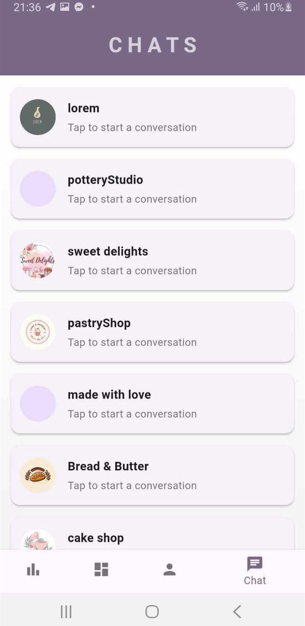 21:36
10%
CHATS
lorem
Tap to start a conversation
potteryStudio
Tap to start a conversation
sweet delights
Tap to start a conversation
Sweet Delights
pastryShop
Tap to start a conversation
made with love
Tap to start a conversation
Bread & Butter
Tap to start a conversation
cake shop
Chat